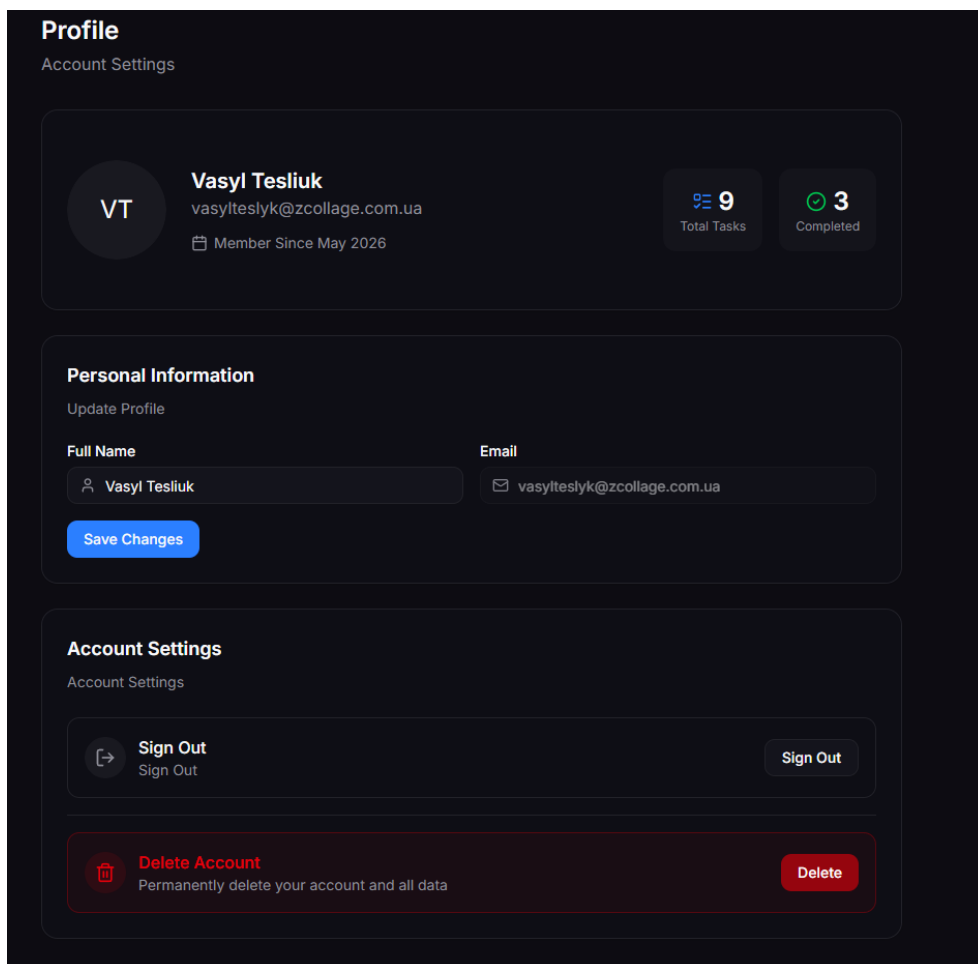 Profile
Account Settings
VT
Vasyl Tesliuk
vasylteslyk@zcollage.com.ua
Member Since May 2026
9
Total Tasks
3
Completed
Personal Information
Update Profile
Full Name
Vasyl Tesliuk
Email
vasylteslyk@zcollage.com.ua
Save Changes
Account Settings
Account Settings
Sign Out
Sign Out
Sign Out
Delete Account
Permanently delete your account and all data
Delete